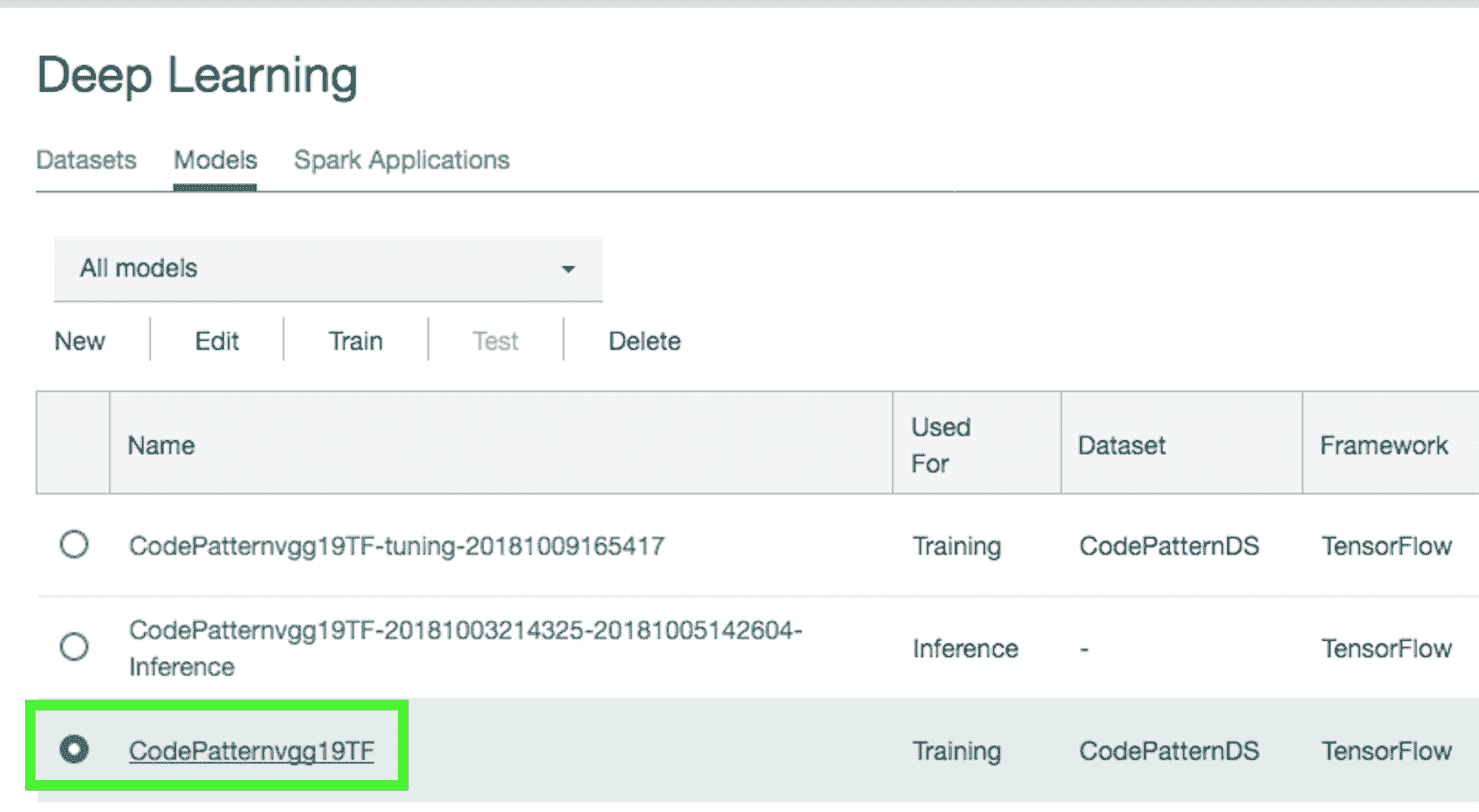 Deep Learning
Datasets Models Spark Applications
All models
New Edit Train Test Delete
Name Used For Dataset Framework
CodePatternvgg19TF-tuning-20181009165417 Training CodePatternDS TensorFlow
CodePatternvgg19TF-20181003214325-20181005142604-
Inference Inference - TensorFlow
CodePatternvgg19TF Training CodePatternDS TensorFlow